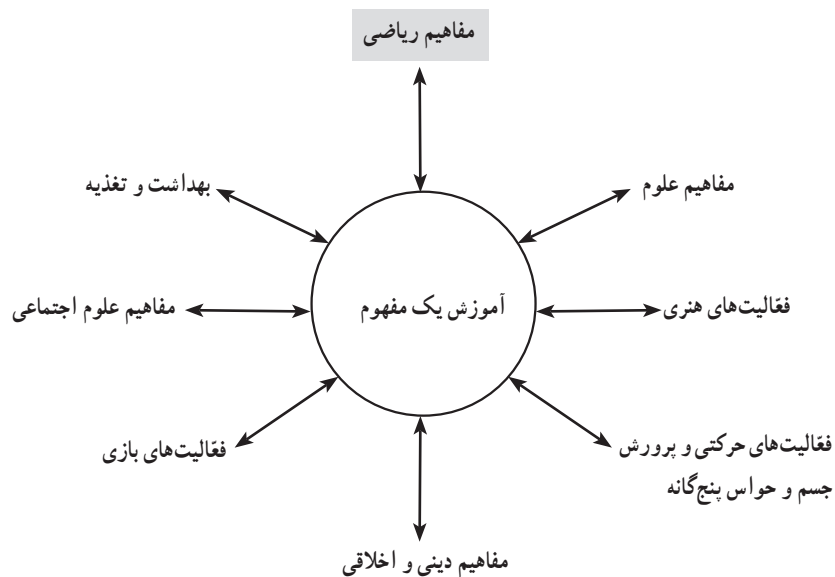 مفاهیم ریاضی
مفاهیم علوم
بهداشت و تغذیه
فعّالیت‌های هنری
آموزش یک مفهوم
مفاهیم علوم اجتماعی
فعّالیت‌های حرکتی و پرورش
جسم و حواس پنج‌گانه
فعّالیت‌های بازی
مفاهیم دینی و اخلاقی